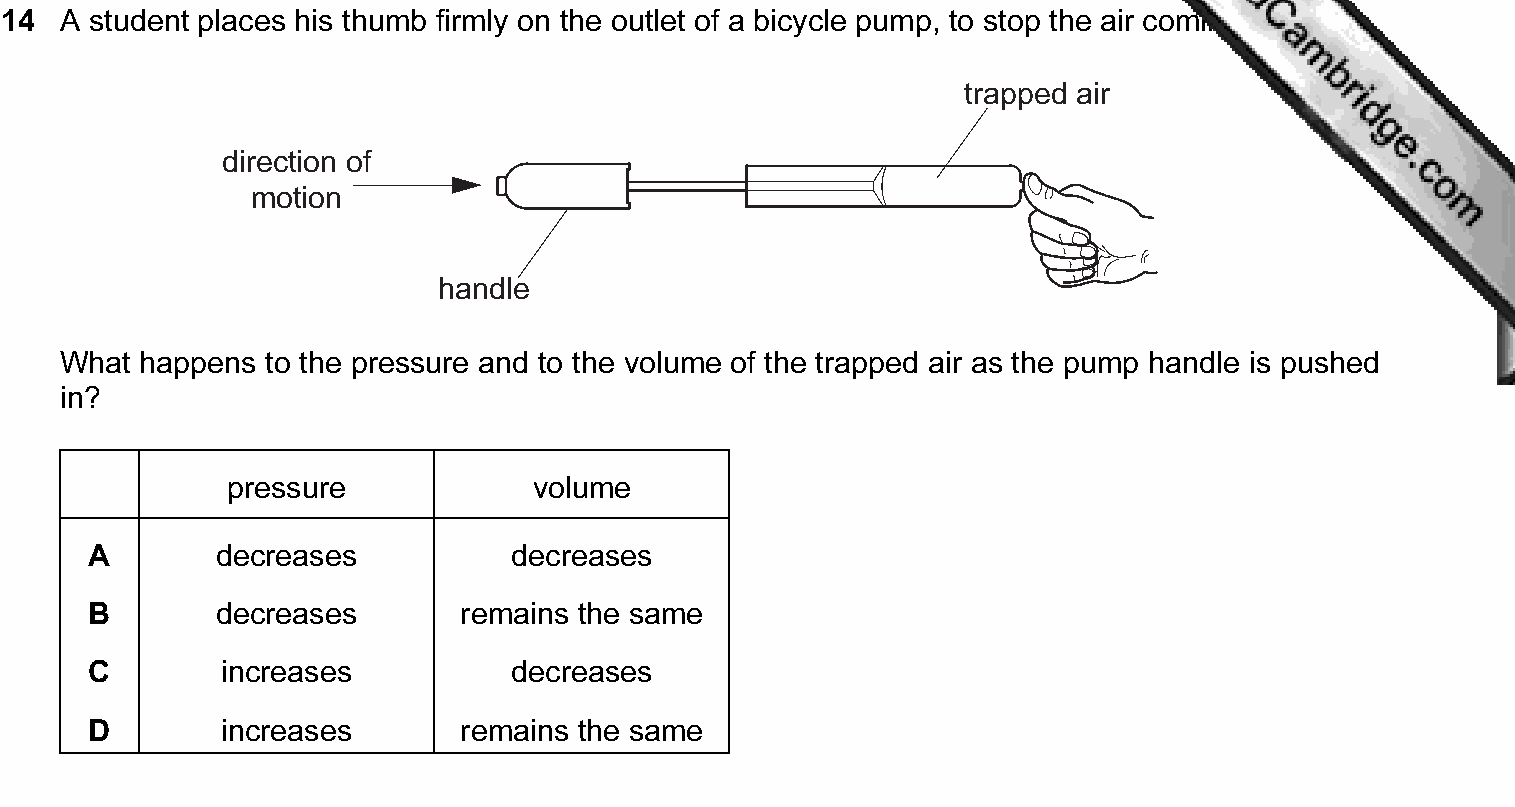 14 A student places his thumb firmly on the outlet of a bicycle pump, to stop the air
trapped air
direction of
motion
handle
What happens to the pressure and to the volume of the trapped air as the pump handle is pushed
in?
pressure volume
A decreases decreases
B decreases remains the same
C increases decreases
D increases remains the same
Cambridge.com